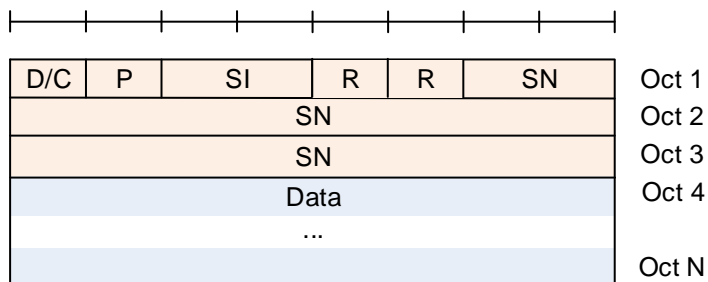 D/C P SI R R SN Oct 1
SN Oct 2
SN Oct 3
Data Oct 4
...
Oct N